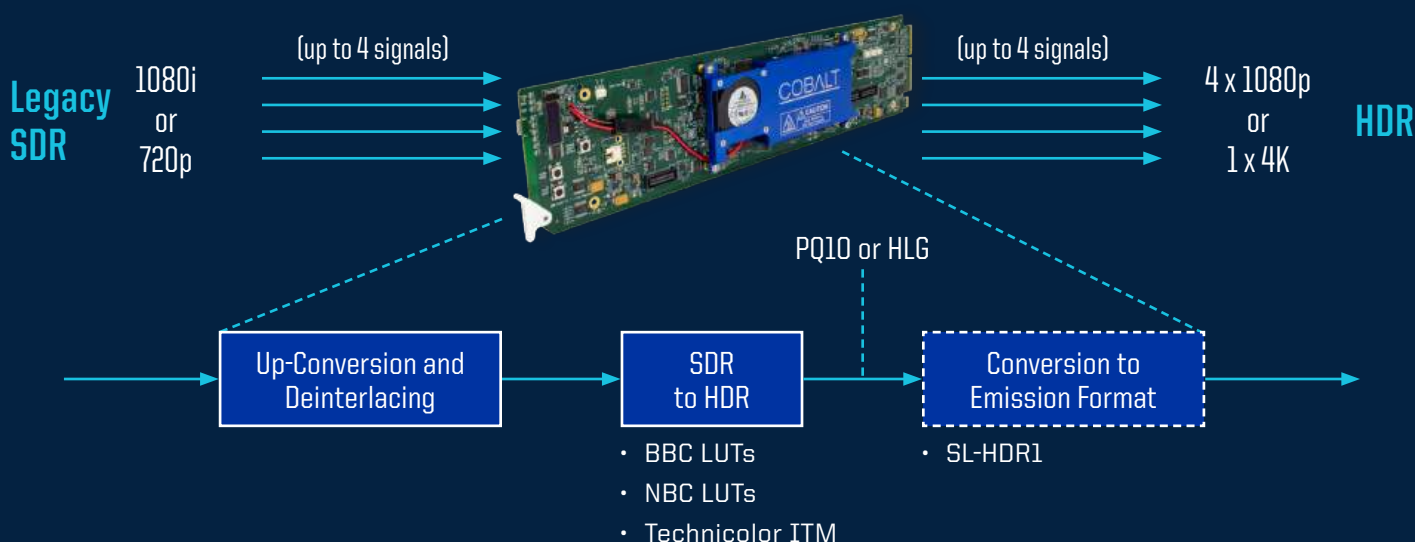 (up to 4 signals)
(up to 4 signals)
Legacy
SDR
1080i
or
720p
COBALT
CAUTION
4 x 1080p
or
1 x 4K
HDR
PQ10 or HLG
Up-Conversion and
Deinterlacing
SDR
to HDR
Conversion to
Emission Format
• BBC LUTs
• NBC LUTs
• Technicolor ITM
• SL-HDR1